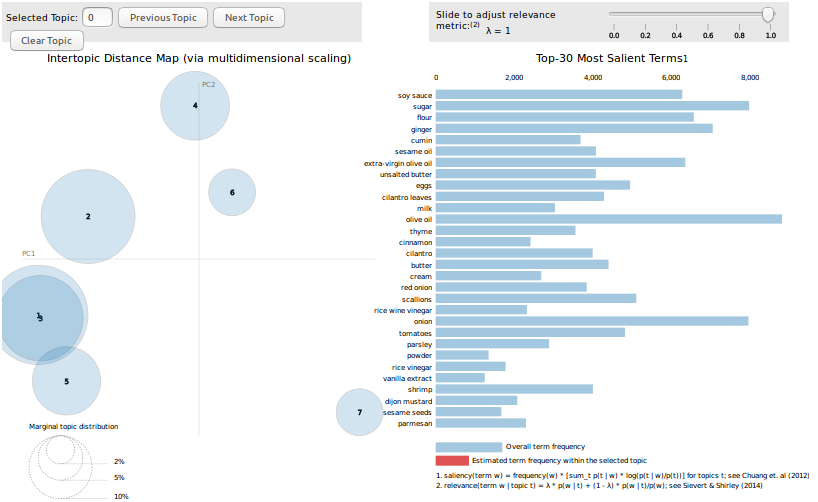 Selected Topic: 0 Previous Topic Next Topic
Clear Topic
Slide to adjust relevance
metric:(2)
λ = 1
0.0 0.2 0.4 0.6 0.8 1.0
Intertopic Distance Map (via multidimensional scaling)
PC2
4
6
2
PC1
1
3
5
7
Marginal topic distribution
2%
5%
10%
Top-30 Most Salient Terms1
0 2,000 4,000 6,000 8,000
soy sauce
sugar
flour
ginger
cumin
sesame oil
extra-virgin olive oil
unsalted butter
eggs
cilantro leaves
milk
olive oil
thyme
cinnamon
cilantro
butter
cream
red onion
scallions
rice wine vinegar
onion
tomatoes
parsley
powder
rice vinegar
vanilla extract
shrimp
dijon mustard
sesame seeds
parmesan
Overall term frequency
Estimated term frequency within the selected topic
1. saliency(term w) = frequency(w) * [sum_t p(t | w) * log(p(t | w)/p(t))] for topics t; see Chuang et. al (2012)
2. relevance(term w | topic t) = λ * p(w | t) + (1 - λ) * p(w | t)/p(w); see Sievert & Shirley (2014)